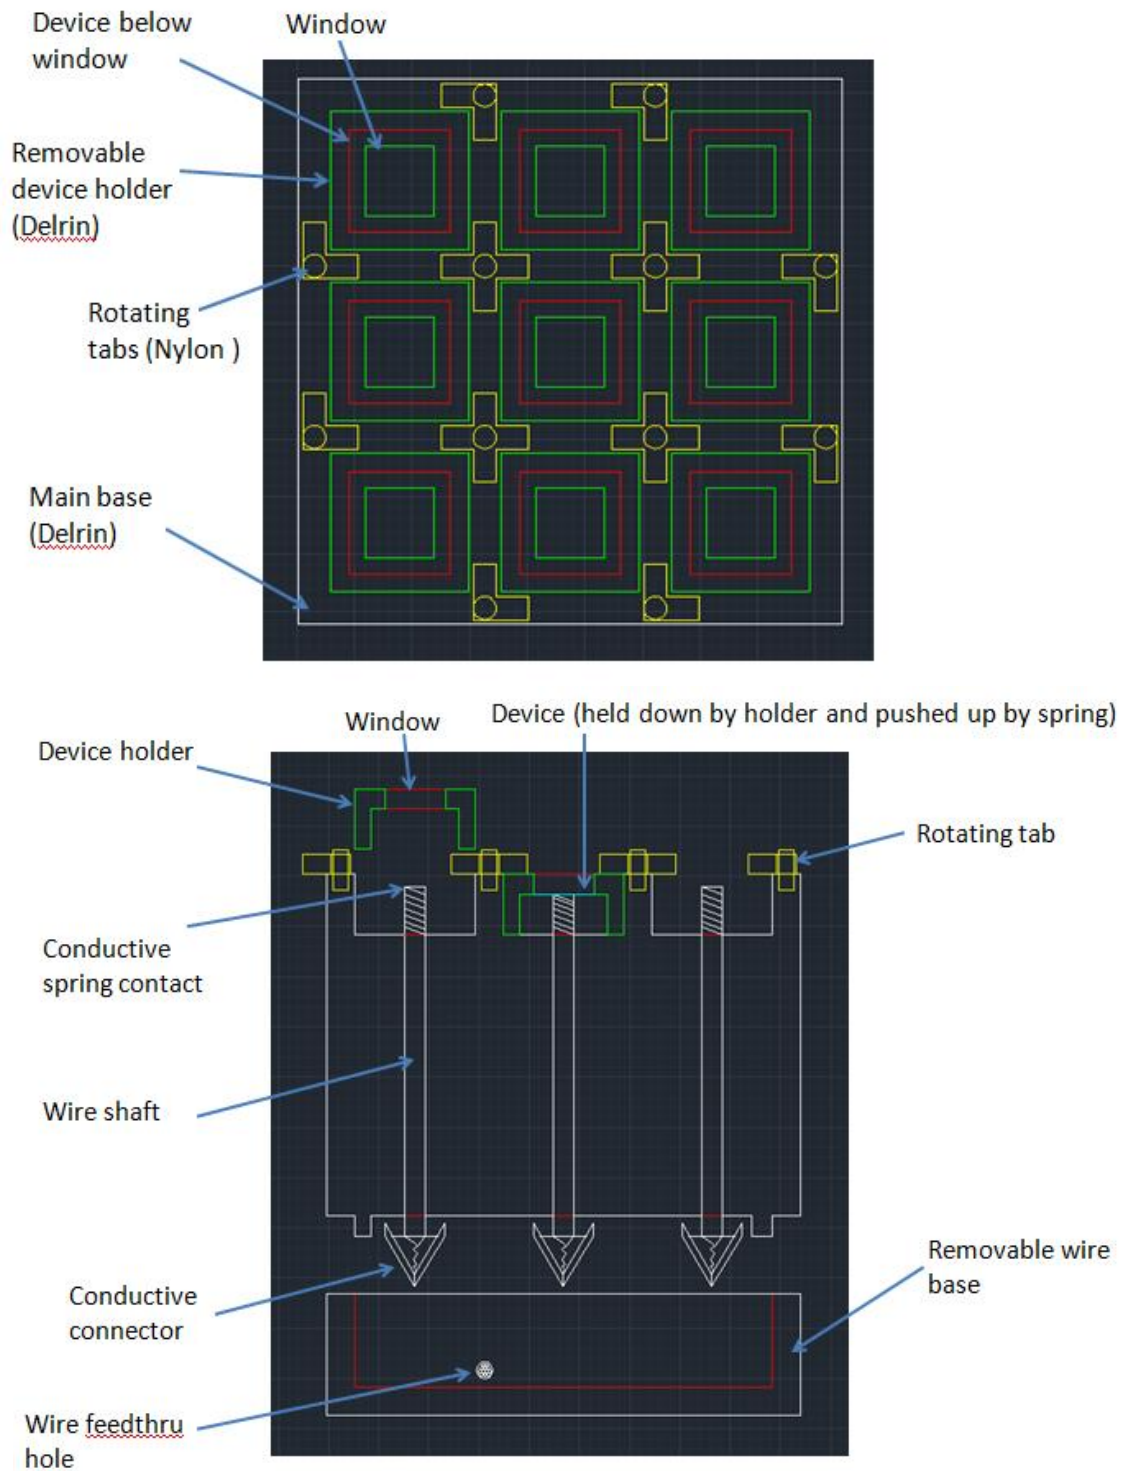 Device below
window
Window
Removable
device holder
(Delrin)
Rotating
tabs (Nylon )
Main base
(Delrin)
Window
Device (held down by holder and pushed up by spring)
Device holder
Rotating tab
Conductive
spring contact
Wire shaft
Removable wire
base
Conductive
connector
Wire feedthru
hole